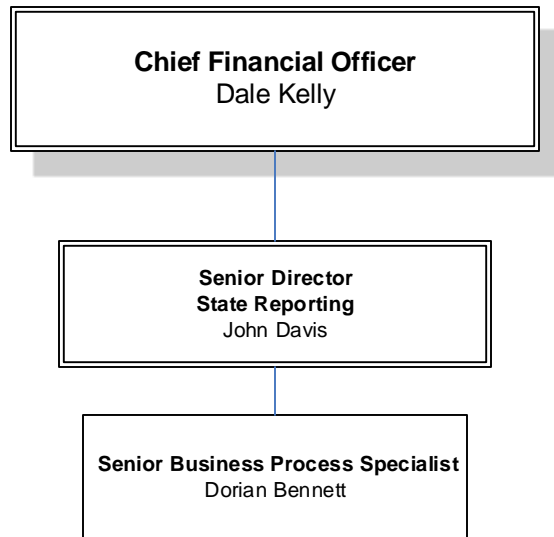 Chief Financial Officer
Dale Kelly
Senior Director
State Reporting
John Davis
Senior Business Process Specialist
Dorian Bennett